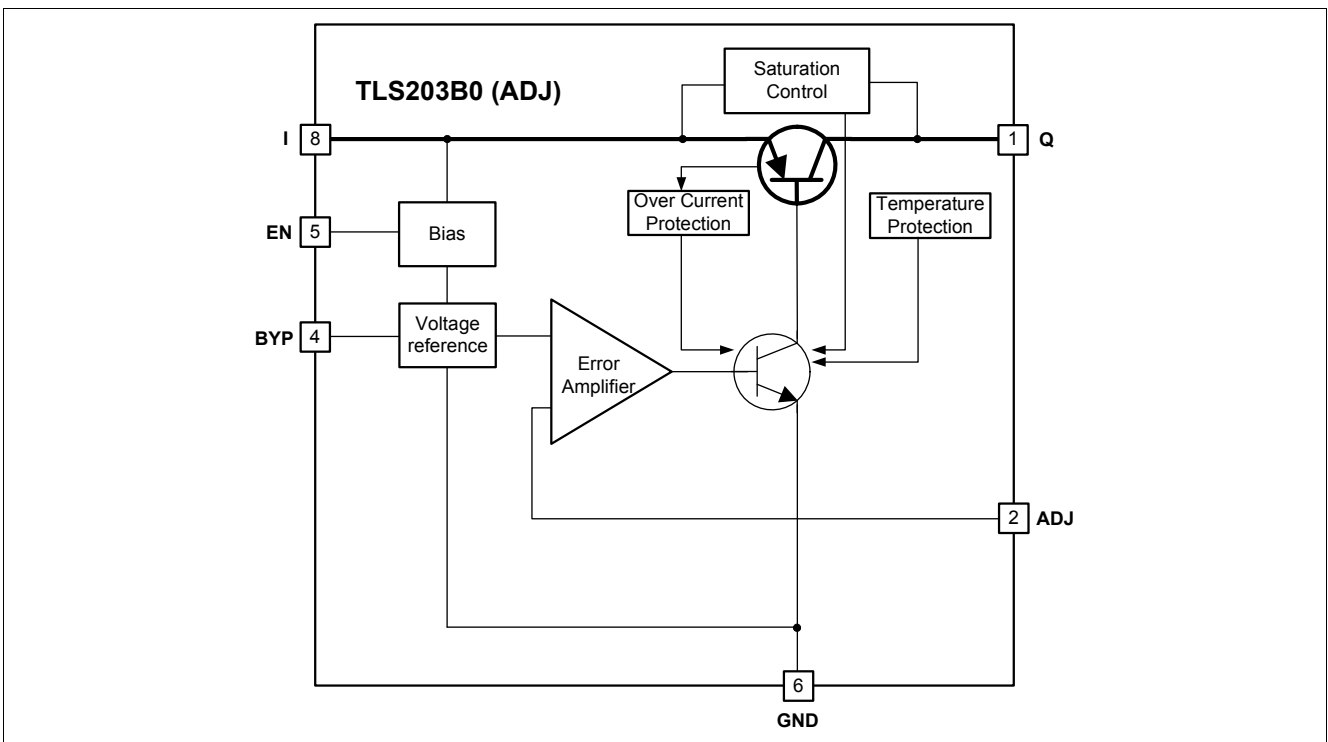 TLS203B0 (ADJ)
Saturation
Control
I
8
1
Q
Over Current
Protection
Temperature
Protection
EN
5
Bias
BYP
4
Voltage
reference
Error
Amplifier
2
ADJ
6
GND